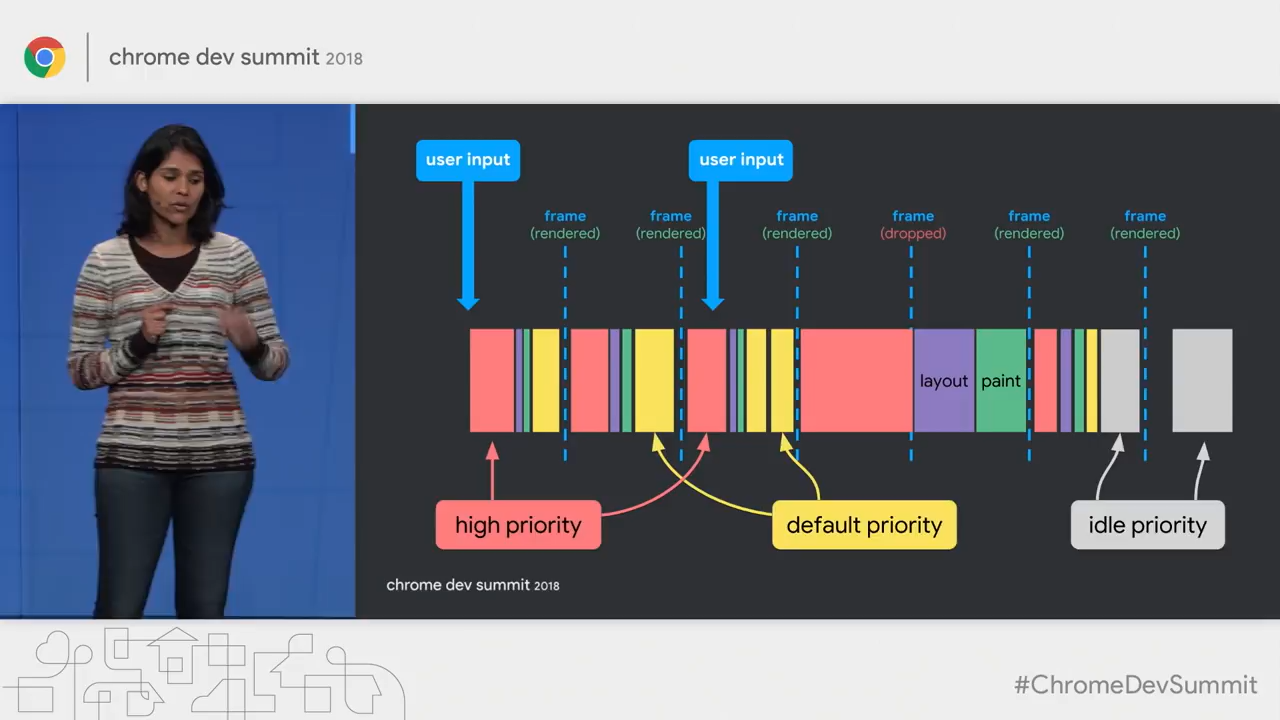 chrome dev summit 2018
user input
user input
frame
(rendered)
frame
(rendered)
frame
(rendered)
frame
(dropped)
frame
(rendered)
frame
(rendered)
layout
paint
high priority
default priority
idle priority
chrome dev summit 2018
#ChromeDevSummit